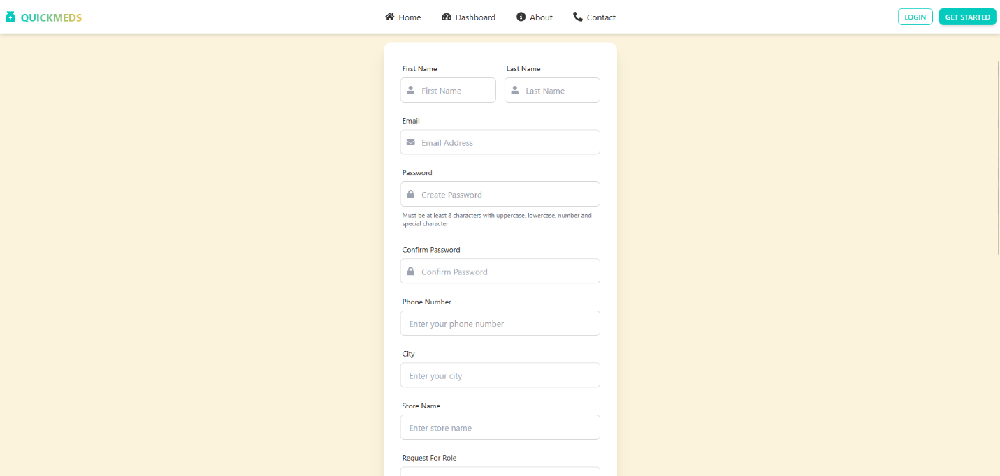 QUICKMEDS
Home
Dashboard
About
Contact
LOGIN
GET STARTED
First Name
Last Name
First Name
Last Name
Email
Email Address
Password
Create Password
Must be at least 8 characters with uppercase, lowercase, number and
special character
Confirm Password
Confirm Password
Phone Number
Enter your phone number
City
Enter your city
Store Name
Enter store name
Request For Role